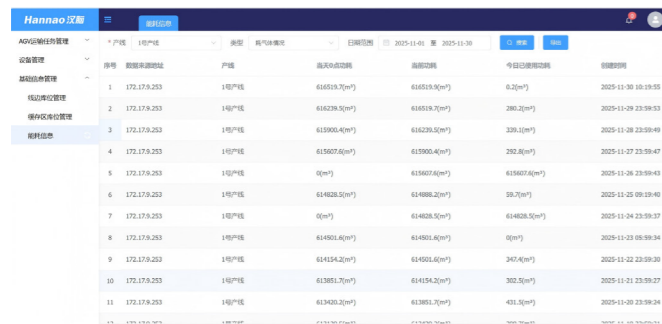 Hannao 汉脑
能耗信息
AGV运输任务管理
设备管理
基础信息管理
线边库位管理
缓存区库位管理
能耗信息
* 产线 1号产线 类型 耗气体情况 日期范围 2025-11-01 至 2025-11-30 搜索 导出
序号 数据来源地址 产线 当天0点功耗 当前功耗 今日已使用功耗 创建时间
1 172.17.9.253 1号产线 616519.7(m³) 616519.9(m³) 0.2(m³) 2025-11-30 10:19:55
2 172.17.9.253 1号产线 616239.5(m³) 616519.7(m³) 280.2(m³) 2025-11-29 23:59:53
3 172.17.9.253 1号产线 615900.4(m³) 616239.5(m³) 339.1(m³) 2025-11-28 23:59:49
4 172.17.9.253 1号产线 615607.6(m³) 615900.4(m³) 292.8(m³) 2025-11-27 23:59:47
5 172.17.9.253 1号产线 0(m³) 615607.6(m³) 615607.6(m³) 2025-11-26 23:59:43
6 172.17.9.253 1号产线 614828.5(m³) 614888.2(m³) 59.7(m³) 2025-11-25 09:19:40
7 172.17.9.253 1号产线 0(m³) 614828.5(m³) 614828.5(m³) 2025-11-24 23:59:37
8 172.17.9.253 1号产线 614501.6(m³) 614501.6(m³) 0(m³) 2025-11-23 05:59:34
9 172.17.9.253 1号产线 614154.2(m³) 614501.6(m³) 347.4(m³) 2025-11-22 23:59:30
10 172.17.9.253 1号产线 613851.7(m³) 614154.2(m³) 302.5(m³) 2025-11-21 23:59:27
11 172.17.9.253 1号产线 613420.2(m³) 613851.7(m³) 431.5(m³) 2025-11-20 23:59:24